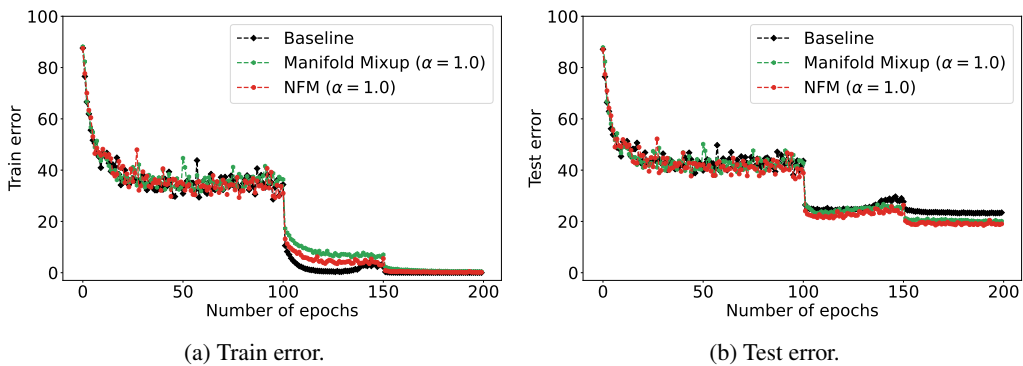 100
80
60
40
20
0
Train error
Baseline
Manifold Mixup (α = 1.0)
NFM (α = 1.0)
0 50 100 150 200
Number of epochs
(a) Train error.
100
80
60
40
20
0
Test error
Baseline
Manifold Mixup (α = 1.0)
NFM (α = 1.0)
0 50 100 150 200
Number of epochs
(b) Test error.